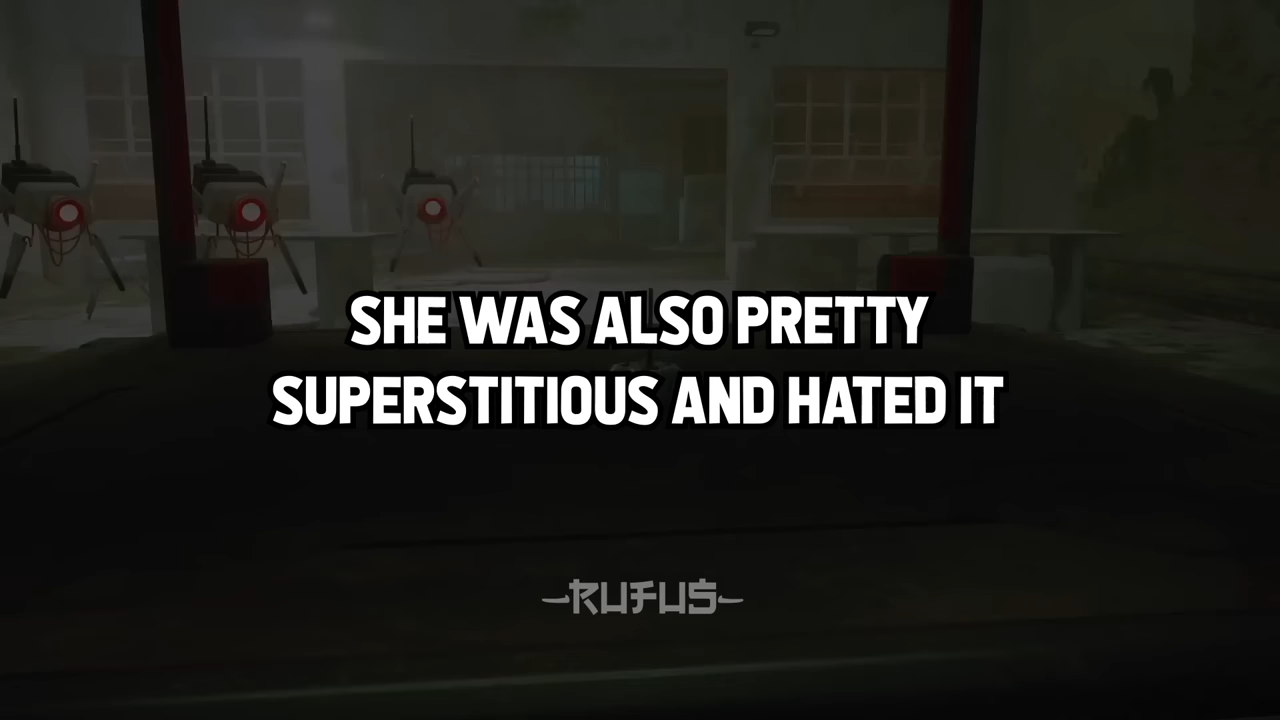 SHE WAS ALSO PRETTY
SUPERSTITIOUS AND HATED IT
-RUFUS-